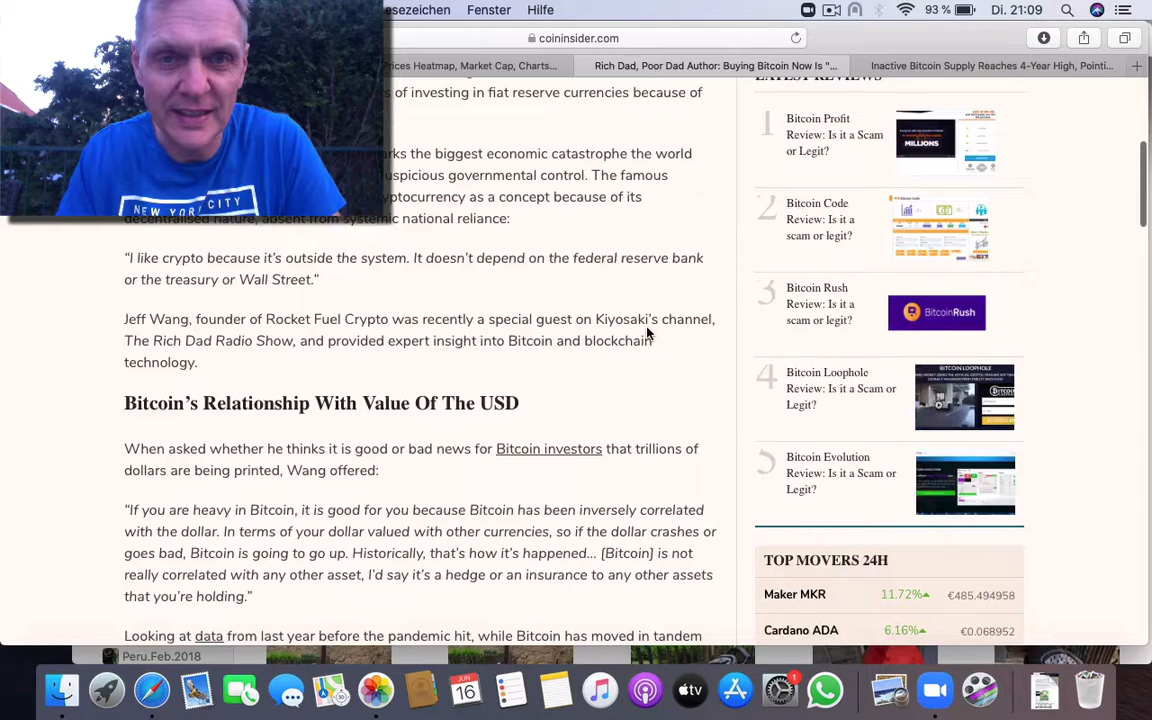 esezeichen Fenster Hilfe 93 % Di. 21:09
coininsider.com
Prices Heatmap, Market Cap, Charts... Rich Dad, Poor Dad Author: Buying Bitcoin Now Is "... Inactive Bitcoin Supply Reaches 4-Year High, Pointi...
s of investing in fiat reserve currencies because of
arks the biggest economic catastrophe the world
uspicious governmental control. The famous
yptocurrency as a concept because of its
decentralised nature, absent from systemic national reliance:
“I like crypto because it’s outside the system. It doesn’t depend on the federal reserve bank
or the treasury or Wall Street.”
Jeff Wang, founder of Rocket Fuel Crypto was recently a special guest on Kiyosaki’s channel,
The Rich Dad Radio Show, and provided expert insight into Bitcoin and blockchain
technology.
Bitcoin’s Relationship With Value Of The USD
When asked whether he thinks it is good or bad news for Bitcoin investors that trillions of
dollars are being printed, Wang offered:
“If you are heavy in Bitcoin, it is good for you because Bitcoin has been inversely correlated
with the dollar. In terms of your dollar valued with other currencies, so if the dollar crashes or
goes bad, Bitcoin is going to go up. Historically, that’s how it’s happened… [Bitcoin] is not
really correlated with any other asset, I’d say it’s a hedge or an insurance to any other assets
that you’re holding.”
Looking at data from last year before the pandemic hit, while Bitcoin has moved in tandem
LATEST REVIEWS
1
Bitcoin Profit
Review: Is it a Scam
or Legit?
MILLIONS
2
Bitcoin Code
Review: Is it a
scam or legit?
3
Bitcoin Rush
Review: Is it a
scam or legit?
BitcoinRush
4
Bitcoin Loophole
Review: Is it a Scam or
Legit?
BITCOIN LOOPHOLE
5
Bitcoin Evolution
Review: Is it a Scam or
Legit?
TOP MOVERS 24H
Maker MKR 11.72% €485.494958
Cardano ADA 6.16% €0.068952
NEW YORK CITY
Peru.Feb.2018
JUN
16
tv
1